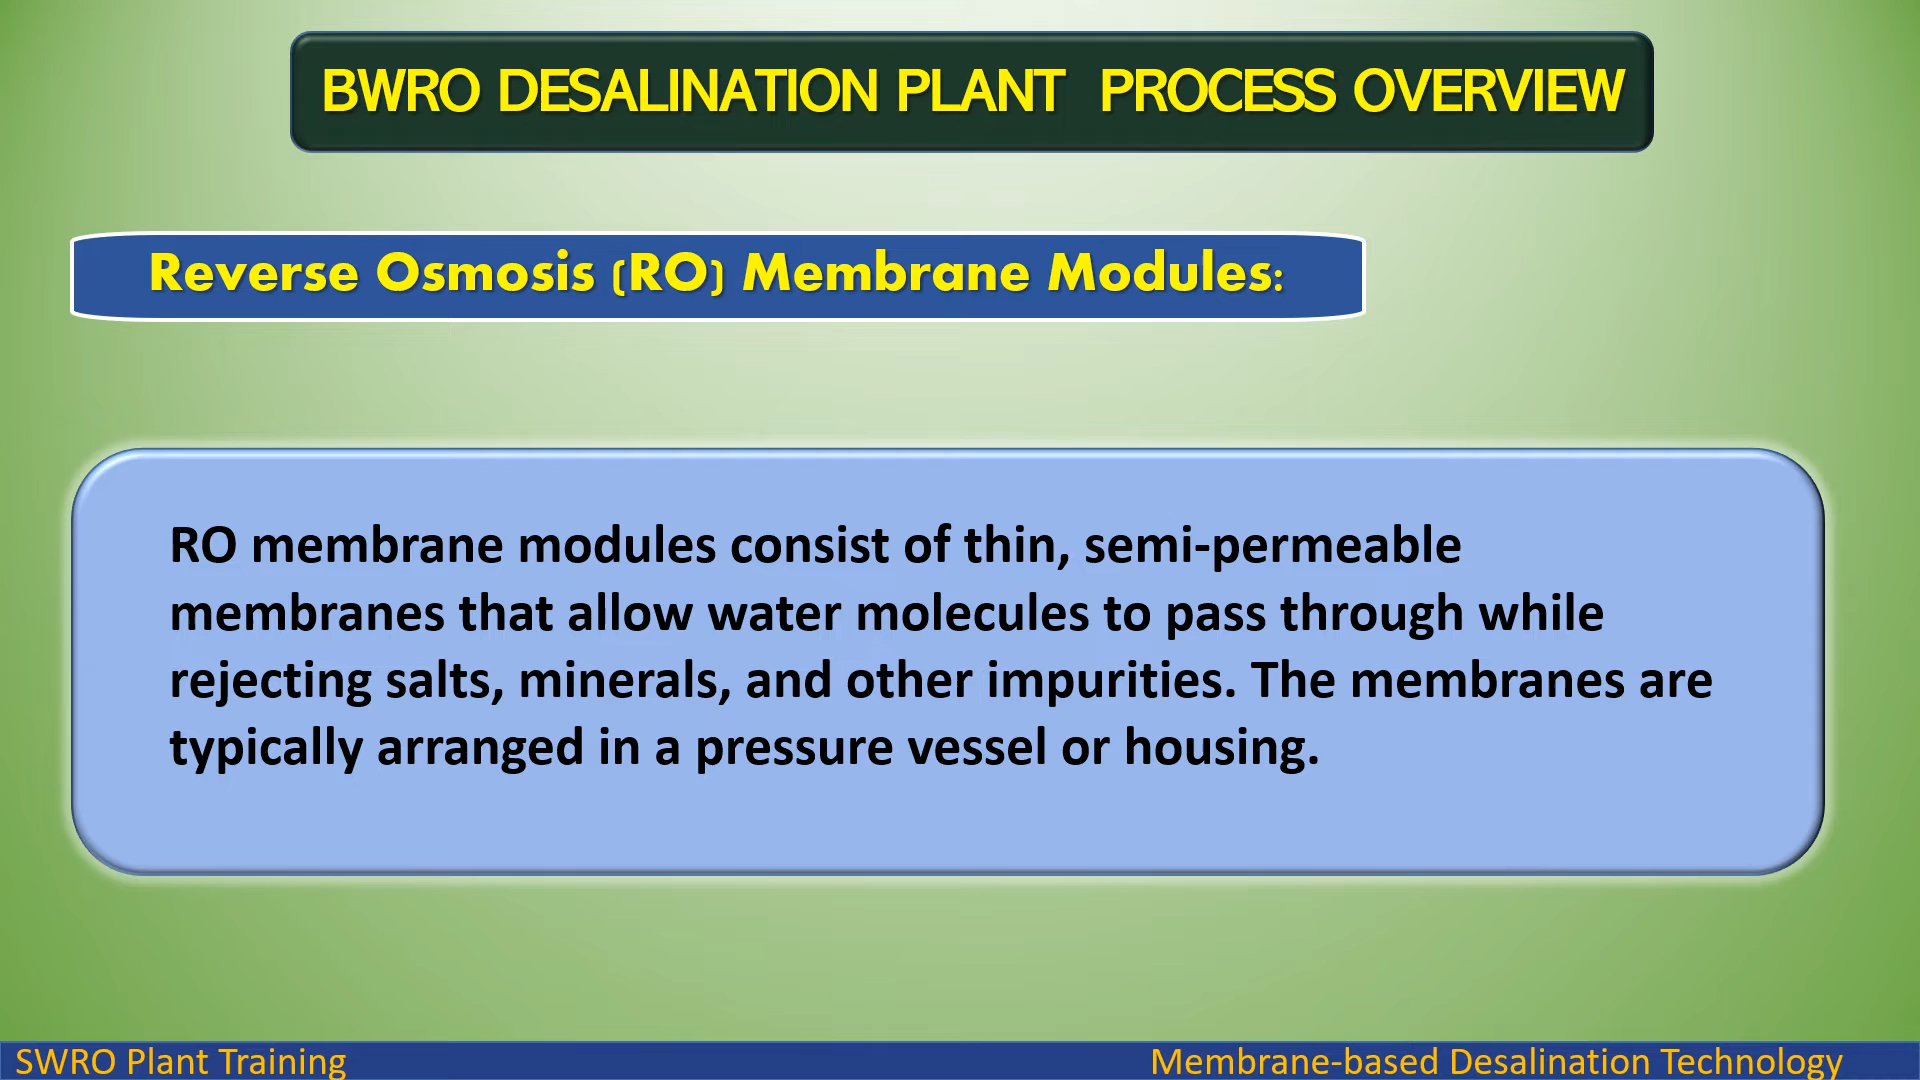 BWRO DESALINATION PLANT  PROCESS OVERVIEW
Reverse Osmosis (RO) Membrane Modules:
RO membrane modules consist of thin, semi-permeable
membranes that allow water molecules to pass through while
rejecting salts, minerals, and other impurities. The membranes are
typically arranged in a pressure vessel or housing.
SWRO Plant Training
Membrane-based Desalination Technology